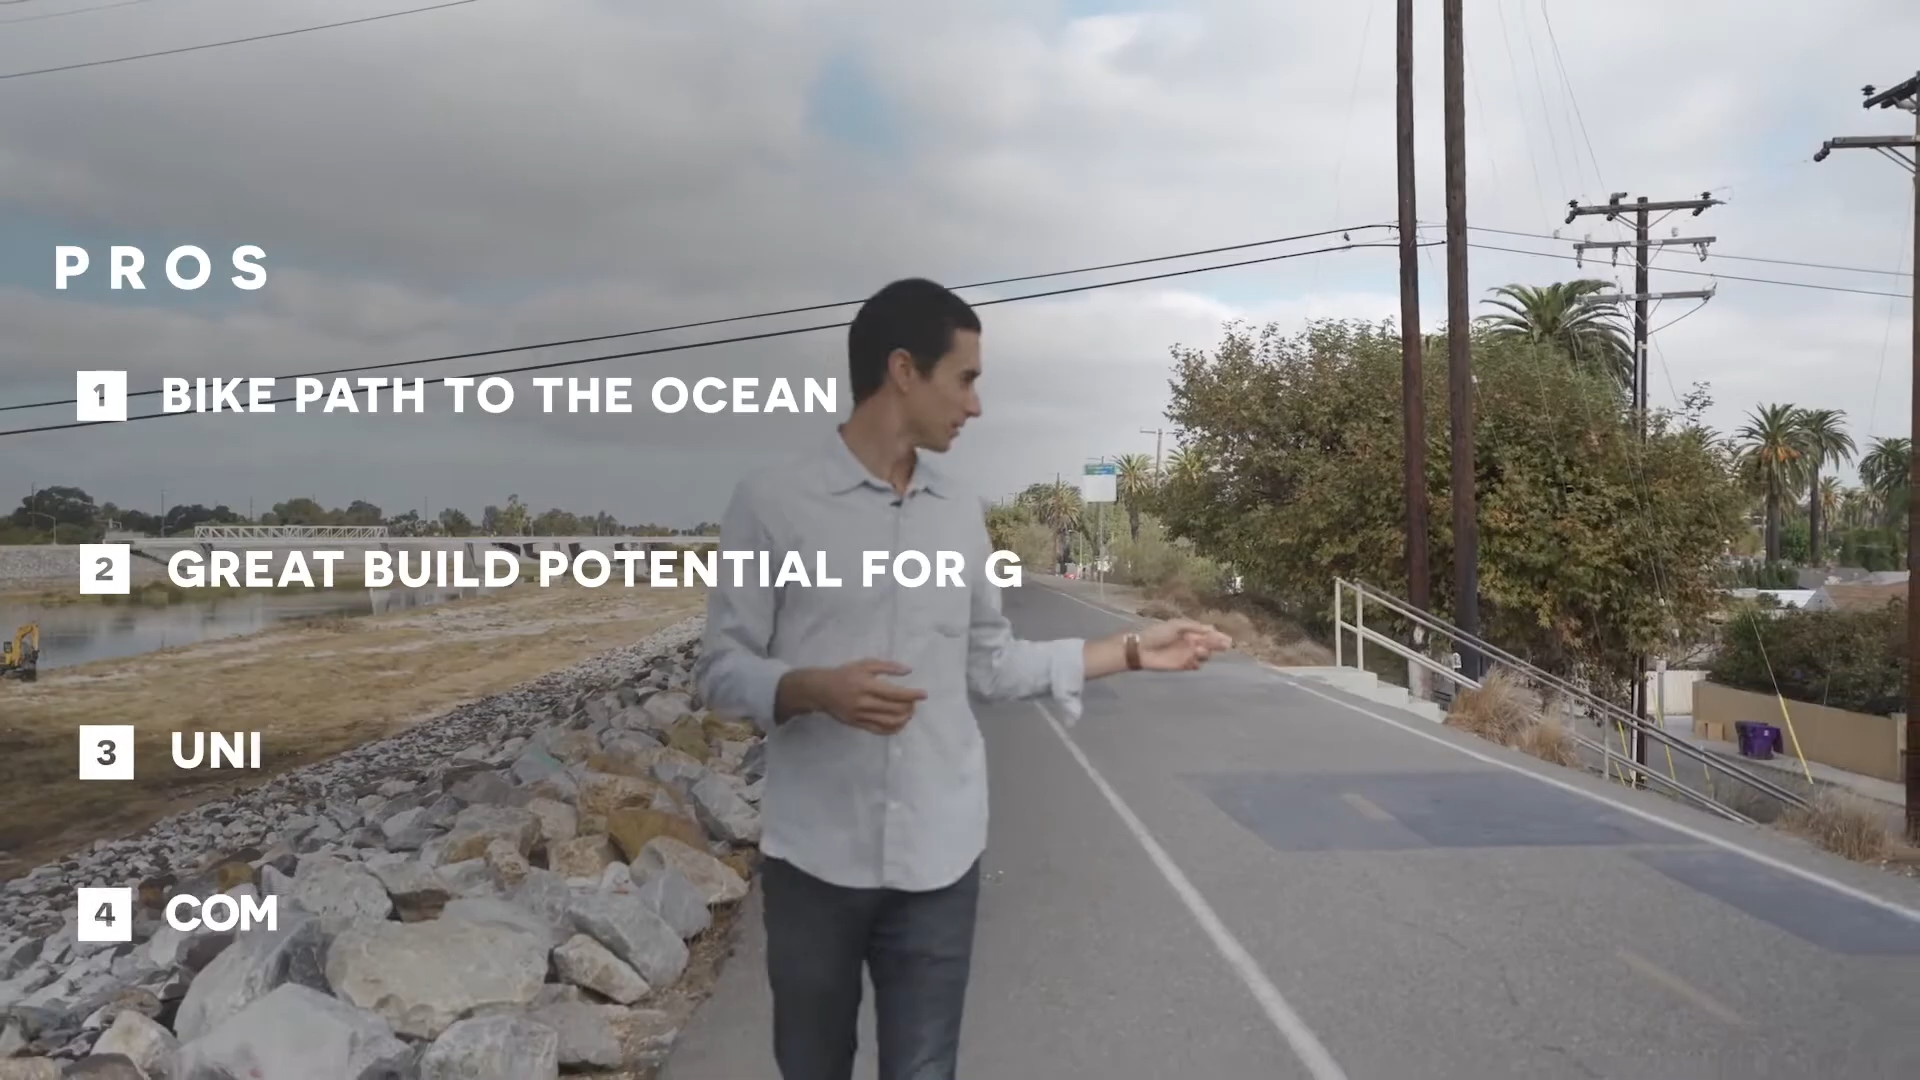 PROS
1 BIKE PATH TO THE OCEAN
2 GREAT BUILD POTENTIAL FOR G
3 UNI
4 COM